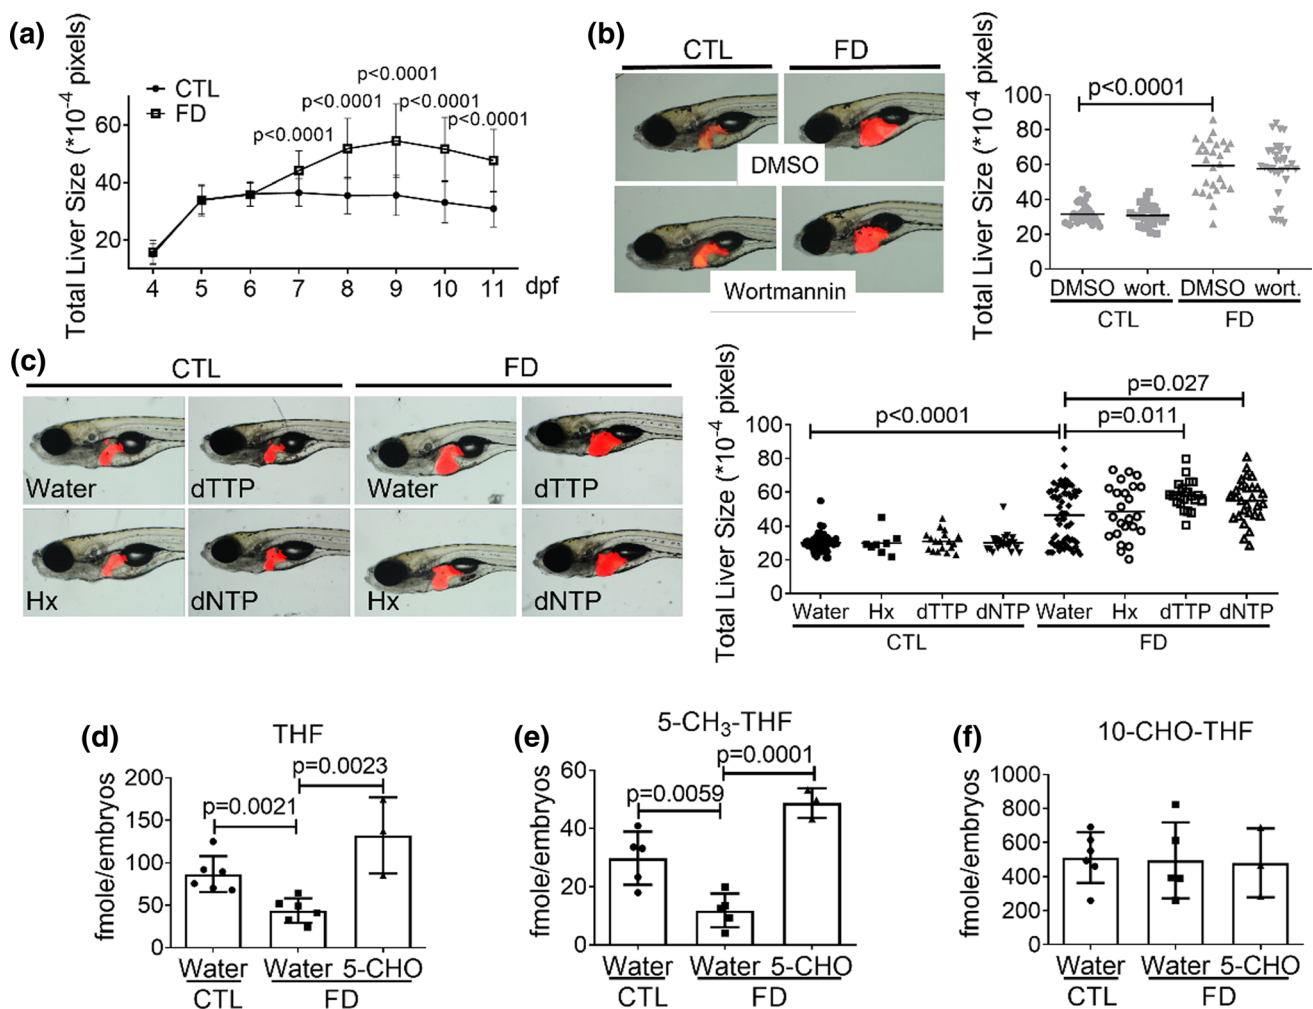 (a)
Total Liver Size (*10-4 pixels)
CTL
FD
p<0.0001
p<0.0001
p<0.0001
p<0.0001
p<0.0001
60
40
20
4 5 6 7 8 9 10 11 dpf
(b)
CTL FD
DMSO
Wortmannin
Total Liver Size (*10-4 pixels)
p<0.0001
100
80
60
40
20
0
DMSO wort. DMSO wort.
CTL FD
(c)
CTL FD
Water dTTP Water dTTP
Hx dNTP Hx dNTP
Total Liver Size (*10-4 pixels)
p=0.027
p<0.0001 p=0.011
100
80
60
40
20
0
Water Hx dTTP dNTP Water Hx dTTP dNTP
CTL FD
(d)
THF
fmole/embryos
p=0.0023
p=0.0021
200
150
100
50
0
Water Water 5-CHO
CTL FD
(e)
5-CH3-THF
fmole/embryos
p=0.0001
p=0.0059
60
40
20
0
Water Water 5-CHO
CTL FD
(f)
10-CHO-THF
fmole/embryos
1000
800
600
400
200
0
Water Water 5-CHO
CTL FD